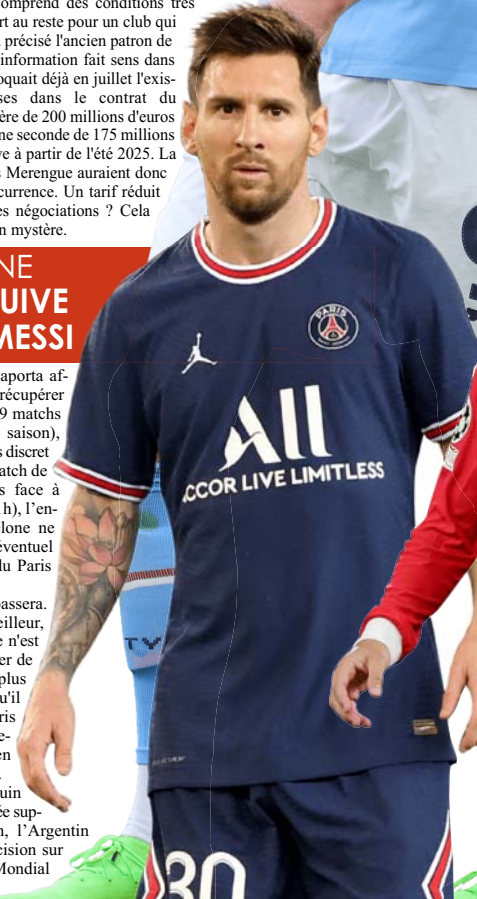 omprend des conditions très
rt au reste pour un club qui
précisé l'ancien patron de
information fait sens dans
oquait déjà en juillet l'exis-
ses dans le contrat du
ère de 200 millions d'euros
ne seconde de 175 millions
ve à partir de l'été 2025. La
s Merengue auraient donc
currence. Un tarif réduit
es négociations ? Cela
n mystère.
NE
UIVE
MESSI
aporta af-
récupérer
9 matchs
saison),
s discret
atch de
s face à
h), l'en-
elone ne
éventuel
du Paris
passera.
eilleur,
e n'est
er de
plus
u'il
ris
e-
en
uin
ée sup-
n, l'Argentin
cision sur
Mondial
PARIS
All
ACCOR LIVE LIMITLESS
TY
30